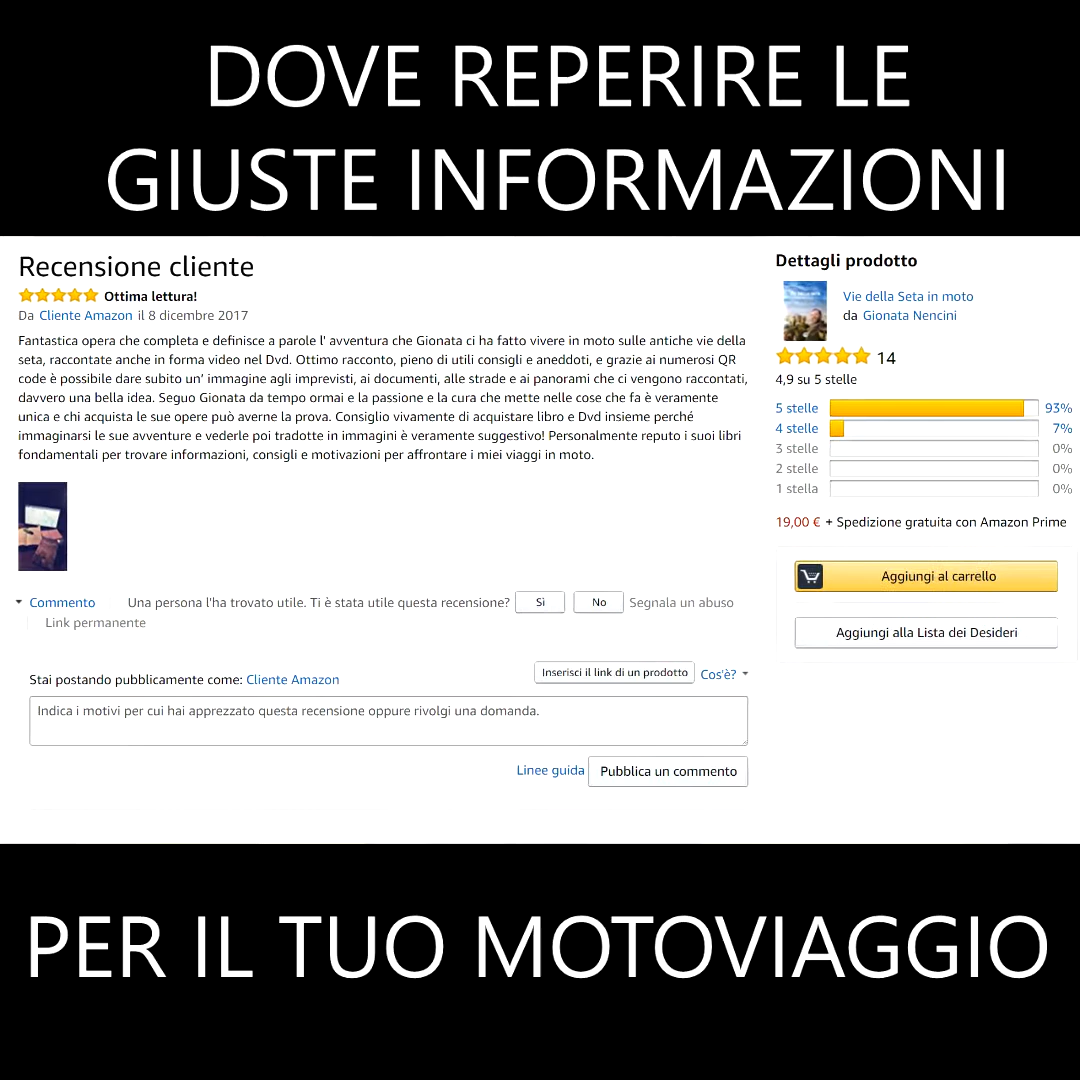 DOVE REPERIRE LE
GIUSTE INFORMAZIONI
Recensione cliente
Ottima lettura!
Da Cliente Amazon il 8 dicembre 2017
Fantastica opera che completa e definisce a parole l' avventura che Gionata ci ha fatto vivere in moto sulle antiche vie della
seta, raccontate anche in forma video nel Dvd. Ottimo racconto, pieno di utili consigli e aneddoti, e grazie ai numerosi QR
code è possibile dare subito un' immagine agli imprevisti, ai documenti, alle strade e ai panorami che ci vengono raccontati,
davvero una bella idea. Seguo Gionata da tempo ormai e la passione e la cura che mette nelle cose che fa è veramente
unica e chi acquista le sue opere può averne la prova. Consiglio vivamente di acquistare libro e Dvd insieme perché
immaginarsi le sue avventure e vederle poi tradotte in immagini è veramente suggestivo! Personalmente reputo i suoi libri
fondamentali per trovare informazioni, consigli e motivazioni per affrontare i miei viaggi in moto.
Commento Una persona l'ha trovato utile. Ti è stata utile questa recensione? Sì No Segnala un abuso
Link permanente
Stai postando pubblicamente come: Cliente Amazon Inserisci il link di un prodotto Cos'è?
Indica i motivi per cui hai apprezzato questa recensione oppure rivolgi una domanda.
Linee guida Pubblica un commento
Dettagli prodotto
Vie della Seta in moto
da Gionata Nencini
14
4,9 su 5 stelle
5 stelle 93%
4 stelle 7%
3 stelle 0%
2 stelle 0%
1 stella 0%
19,00 € + Spedizione gratuita con Amazon Prime
Aggiungi al carrello
Aggiungi alla Lista dei Desideri
PER IL TUO MOTOVIAGGIO